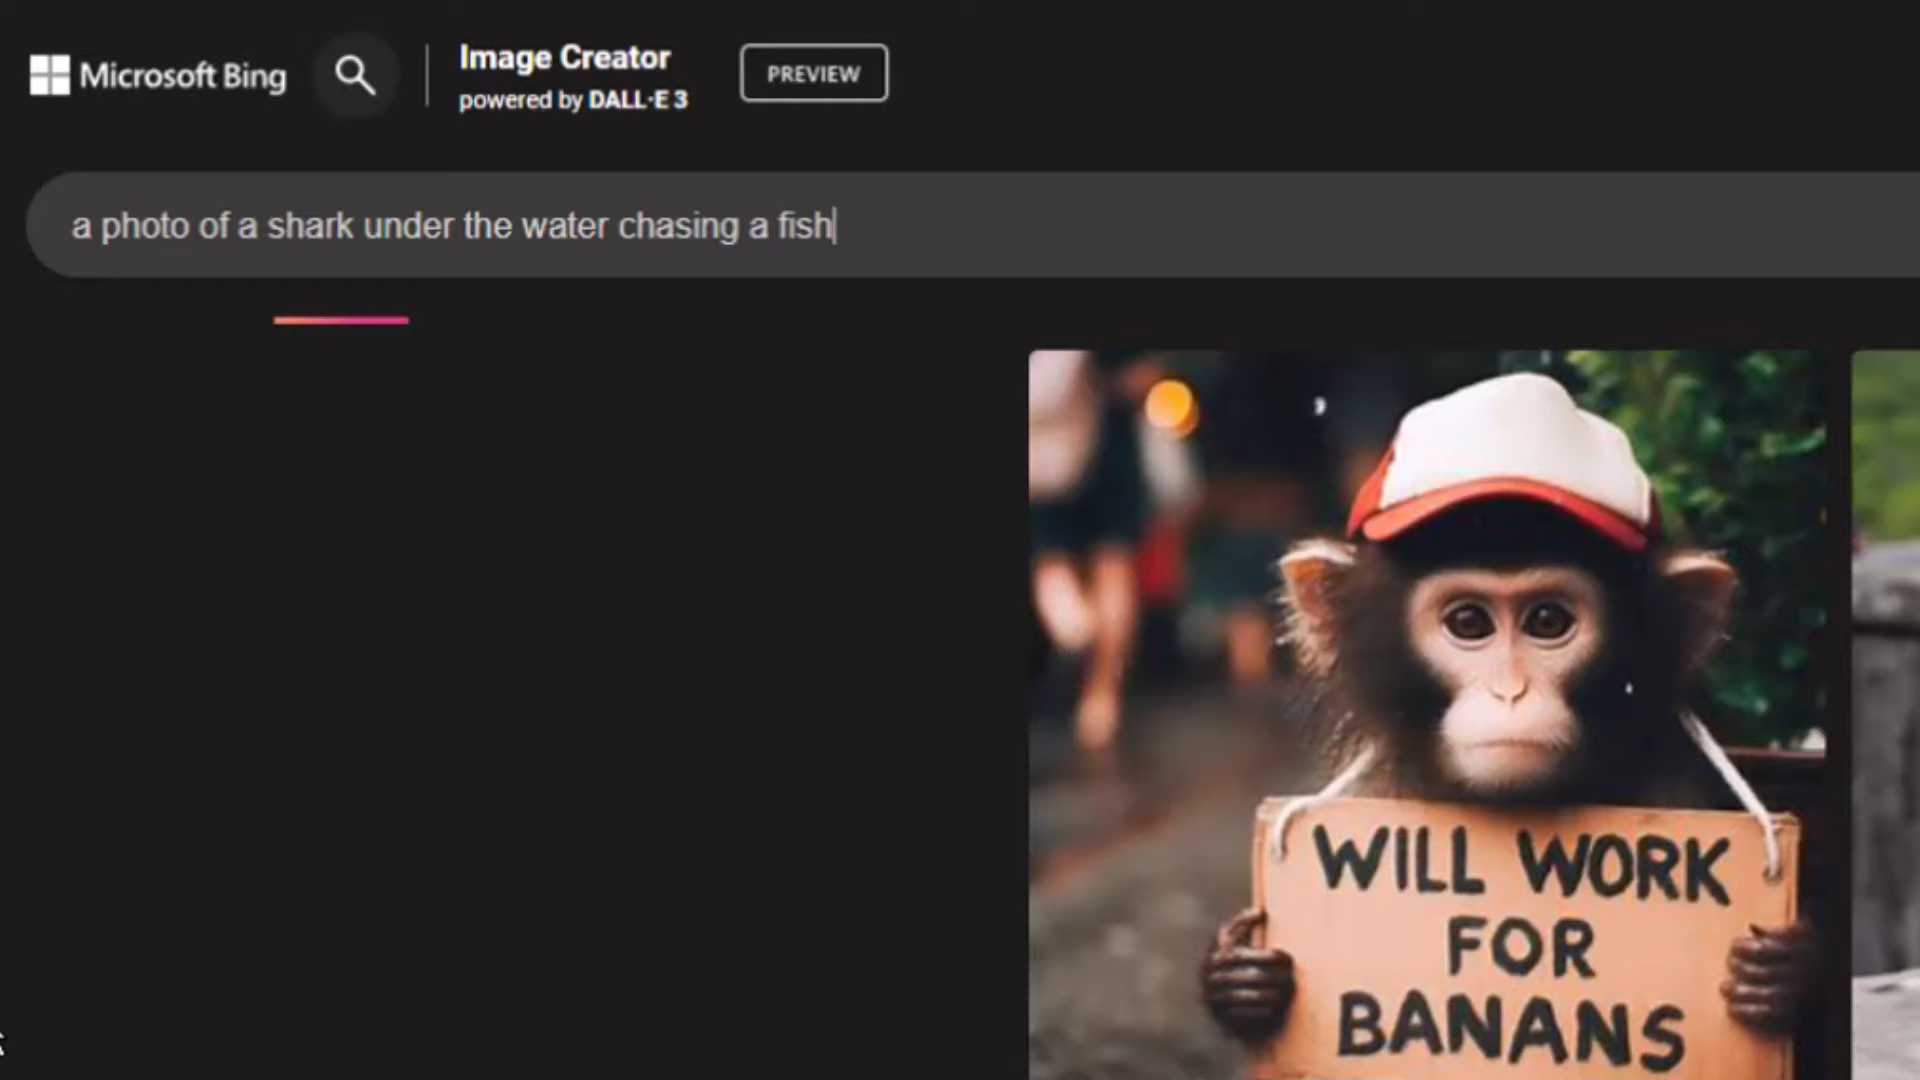 Microsoft Bing
Image Creator
powered by DALL·E 3
PREVIEW
a photo of a shark under the water chasing a fish
WILL WORK
FOR
BANANS